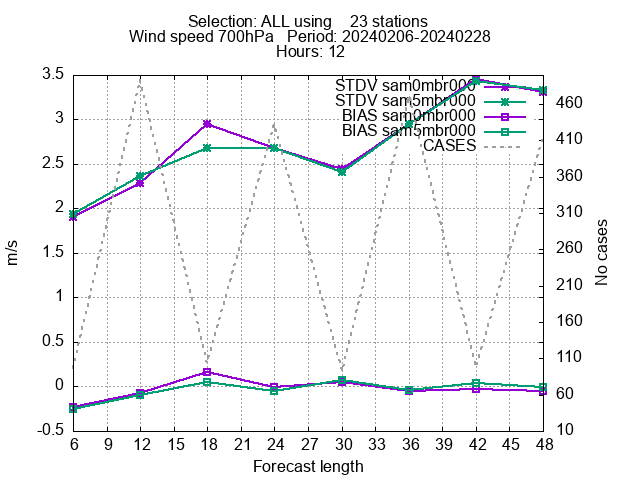 Selection: ALL using 23 stations
Wind speed 700hPa Period: 20240206-20240228
Hours: 12
STDV sam0mbr000
STDV sam5mbr000
BIAS sam0mbr000
BIAS sam5mbr000
CASES
3.5
3
2.5
2
1.5
1
0.5
0
-0.5
m/s
460
410
360
310
260
210
160
110
60
10
No cases
6 9 12 15 18 21 24 27 30 33 36 39 42 45 48
Forecast length